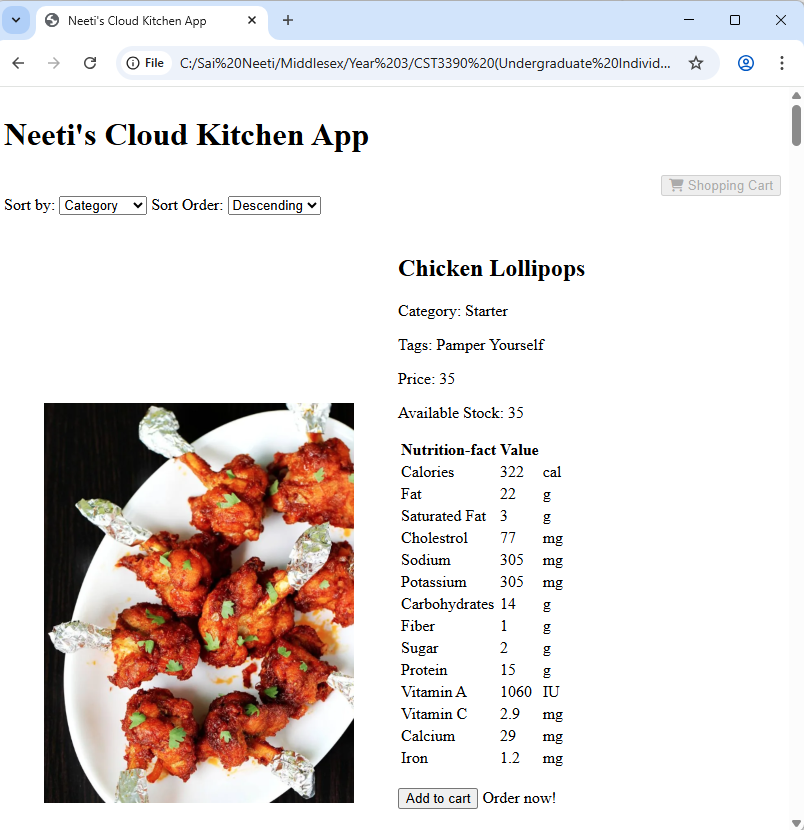 Neeti's Cloud Kitchen App
File C:/Sai%20Neeti/Middlesex/Year%203/CST3390%20(Undergraduate%20Individ...
Neeti's Cloud Kitchen App
Shopping Cart
Sort by: Category Sort Order: Descending
Chicken Lollipops
Category: Starter
Tags: Pamper Yourself
Price: 35
Available Stock: 35
Nutrition-fact Value
Calories 322 cal
Fat 22 g
Saturated Fat 3 g
Cholestrol 77 mg
Sodium 305 mg
Potassium 305 mg
Carbohydrates 14 g
Fiber 1 g
Sugar 2 g
Protein 15 g
Vitamin A 1060 IU
Vitamin C 2.9 mg
Calcium 29 mg
Iron 1.2 mg
Add to cart Order now!